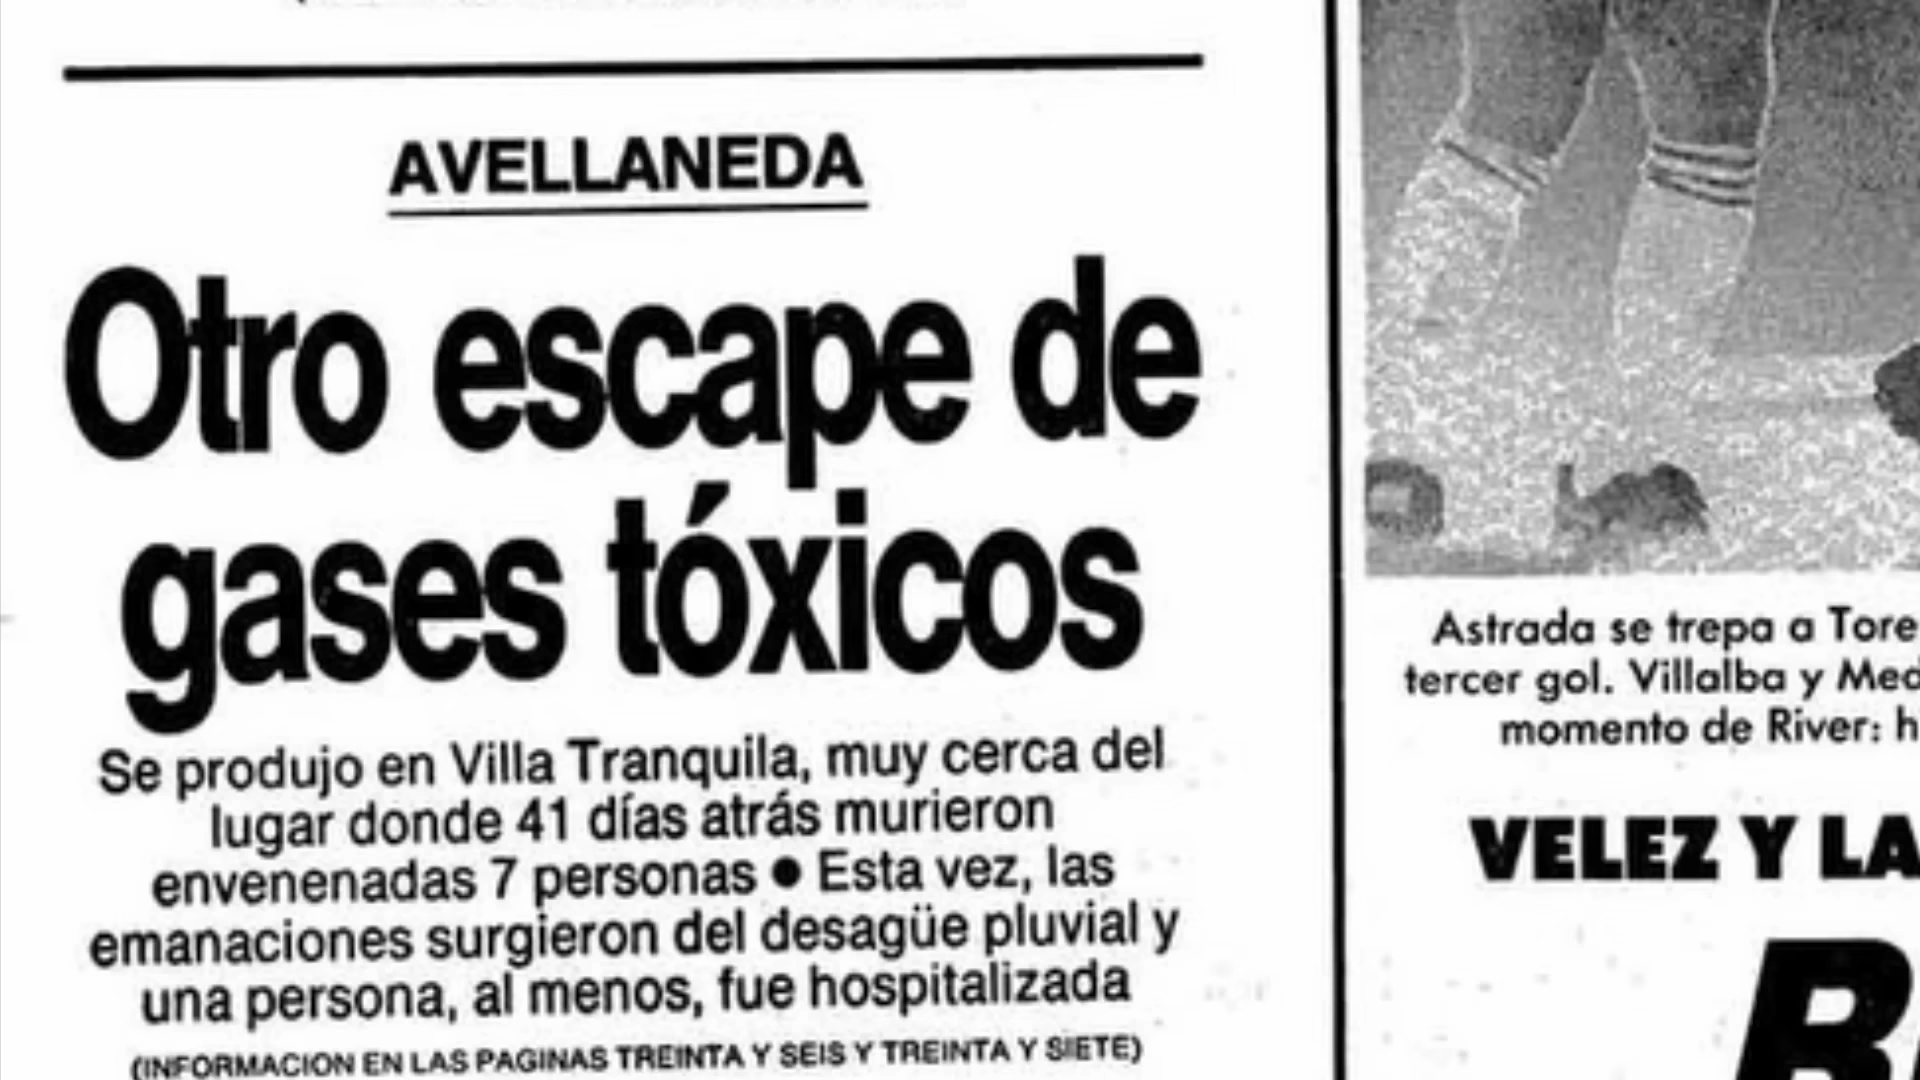 AVELLANEDA
Otro escape de
gases tóxicos
Se produjo en Villa Tranquila, muy cerca del
lugar donde 41 días atrás murieron
envenenadas 7 personas ● Esta vez, las
emanaciones surgieron del desagüe pluvial y
una persona, al menos, fue hospitalizada
(INFORMACION EN LAS PAGINAS TREINTA Y SEIS Y TREINTA Y SIETE)
Astrada se trepa a Tore
tercer gol. Villalba y Med
momento de River: h
VELEZ Y LA